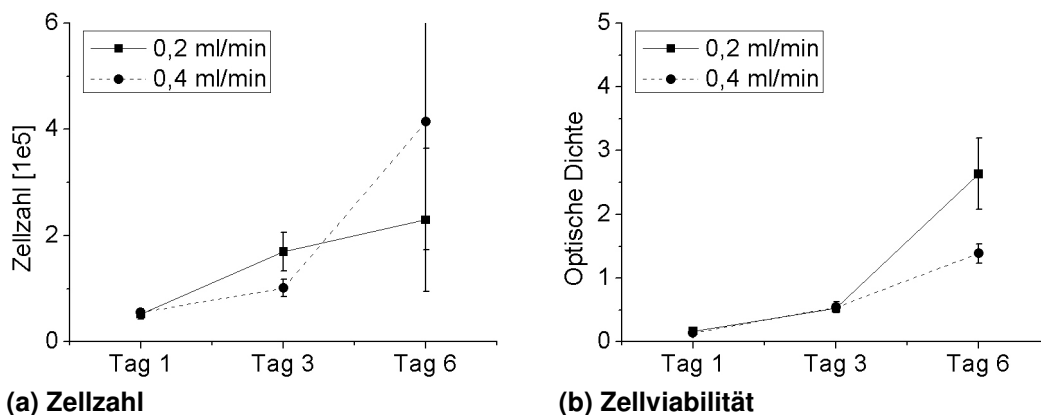 6
4
2
0
Zellzahl [1e5]
0,2 ml/min
0,4 ml/min
Tag 1
Tag 3
Tag 6
(a) Zellzahl
5
4
3
2
1
0
Optische Dichte
0,2 ml/min
0,4 ml/min
Tag 1
Tag 3
Tag 6
(b) Zellviabilität